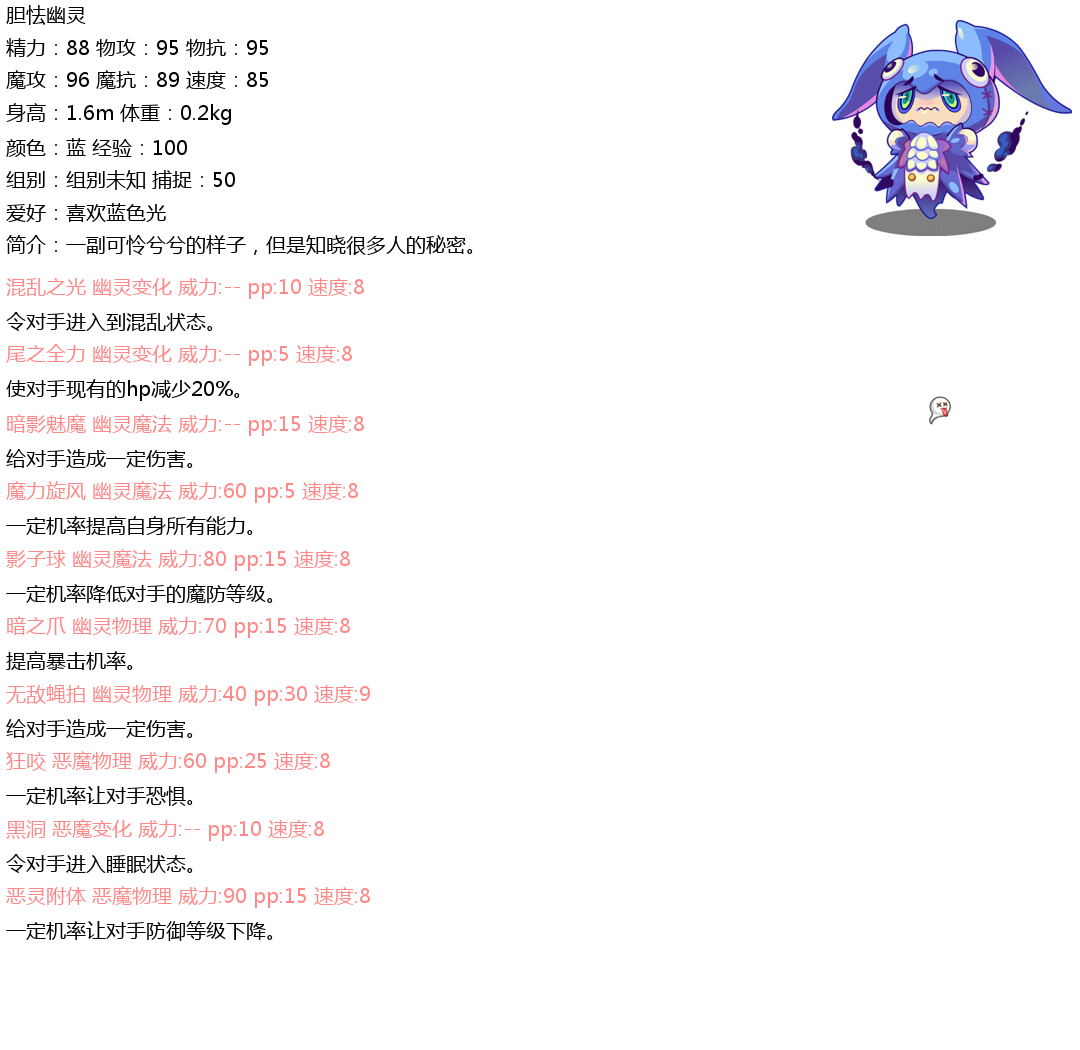 胆怯幽灵
精力：88 物攻：95 物抗：95
魔攻：96 魔抗：89 速度：85
身高：1.6m 体重：0.2kg
颜色：蓝 经验：100
组别：组别未知 捕捉：50
爱好：喜欢蓝色光
简介：一副可怜兮兮的样子，但是知晓很多人的秘密。
混乱之光 幽灵变化 威力:-- pp:10 速度:8
令对手进入到混乱状态。
尾之全力 幽灵变化 威力:-- pp:5 速度:8
使对手现有的hp减少20%。
暗影魅魔 幽灵魔法 威力:-- pp:15 速度:8
给对手造成一定伤害。
魔力旋风 幽灵魔法 威力:60 pp:5 速度:8
一定机率提高自身所有能力。
影子球 幽灵魔法 威力:80 pp:15 速度:8
一定机率降低对手的魔防等级。
暗之爪 幽灵物理 威力:70 pp:15 速度:8
提高暴击机率。
无敌蝇拍 幽灵物理 威力:40 pp:30 速度:9
给对手造成一定伤害。
狂咬 恶魔物理 威力:60 pp:25 速度:8
一定机率让对手恐惧。
黑洞 恶魔变化 威力:-- pp:10 速度:8
令对手进入睡眠状态。
恶灵附体 恶魔物理 威力:90 pp:15 速度:8
一定机率让对手防御等级下降。